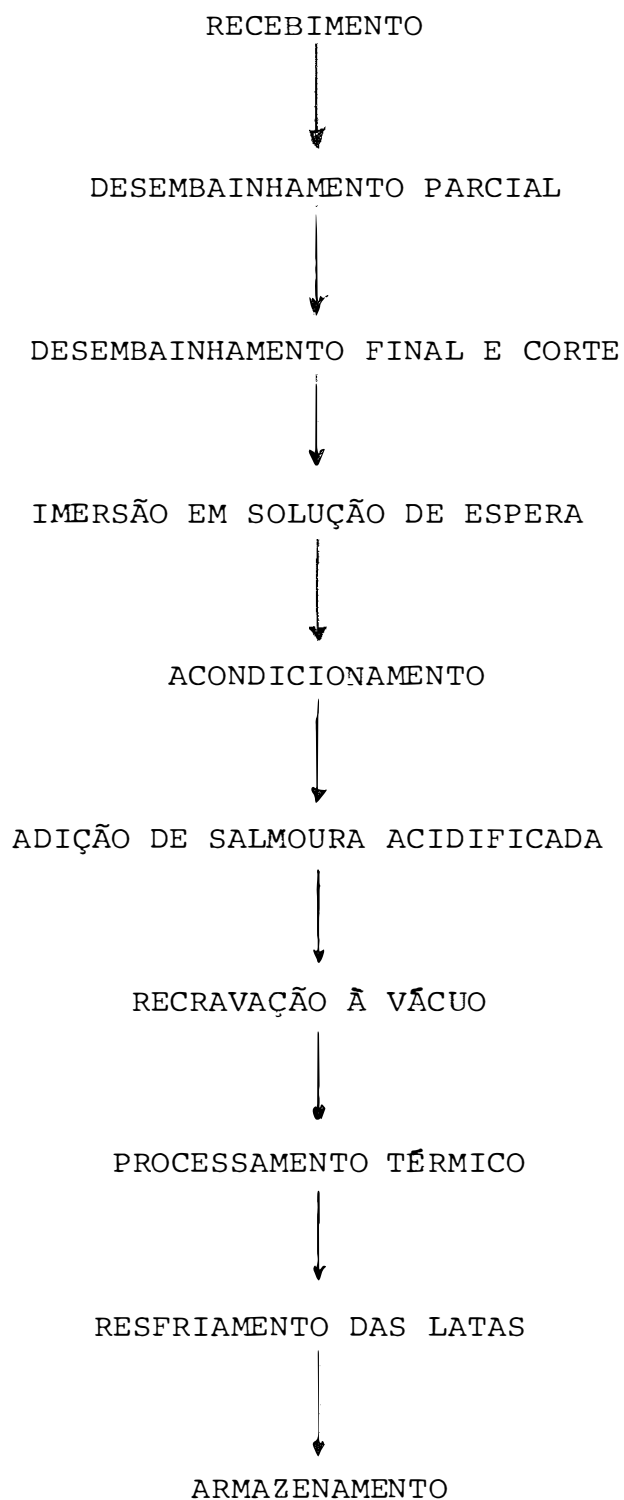 RECEBIMENTO
DESEMBAINHAMENTO PARCIAL
DESEMBAINHAMENTO FINAL E CORTE
IMERSÃO EM SOLUÇÃO DE ESPERA
ACONDICIONAMENTO
ADIÇÃO DE SALMOURA ACIDIFICADA
RECRAVAÇÃO À VÁCUO
PROCESSAMENTO TÉRMICO
RESFRIAMENTO DAS LATAS
ARMAZENAMENTO